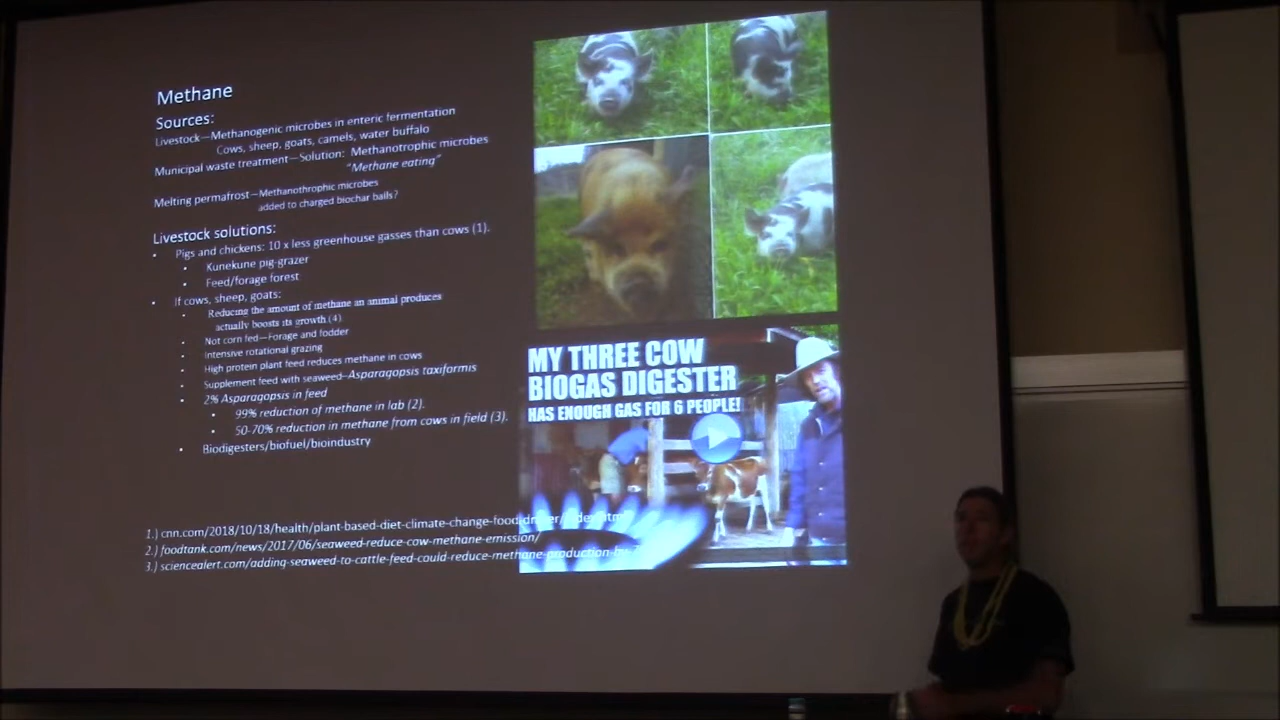 Methane
Sources:
Livestock—Methanogenic microbes in enteric fermentation
Cows, sheep, goats, camels, water buffalo
Municipal waste treatment—Solution: Methanotrophic microbes
"Methane eating"
Melting permafrost—Methanothrophic microbes
added to charged biochar balls?
Livestock solutions:
• Pigs and chickens: 10 x less greenhouse gasses than cows (1).
• Kunekune pig-grazer
• Feed/forage forest
• If cows, sheep, goats:
• Reducing the amount of methane an animal produces
actually boosts its growth.(4)
• Not corn fed—Forage and fodder
• Intensive rotational grazing
• High protein plant feed reduces methane in cows
• Supplement feed with seaweed–Asparagopsis taxiformis
• 2% Asparagopsis in feed
• 99% reduction of methane in lab (2).
• 50-70% reduction in methane from cows in field (3).
• Biodigesters/biofuel/bioindustry
MY THREE COW
BIOGAS DIGESTER
HAS ENOUGH GAS FOR 6 PEOPLE!
1.) cnn.com/2018/10/18/health/plant-based-diet-climate-change-food-
2.) foodtank.com/news/2017/06/seaweed-reduce-cow-methane-emission/
3.) sciencealert.com/adding-seaweed-to-cattle-feed-could-reduce-methane-production-by-